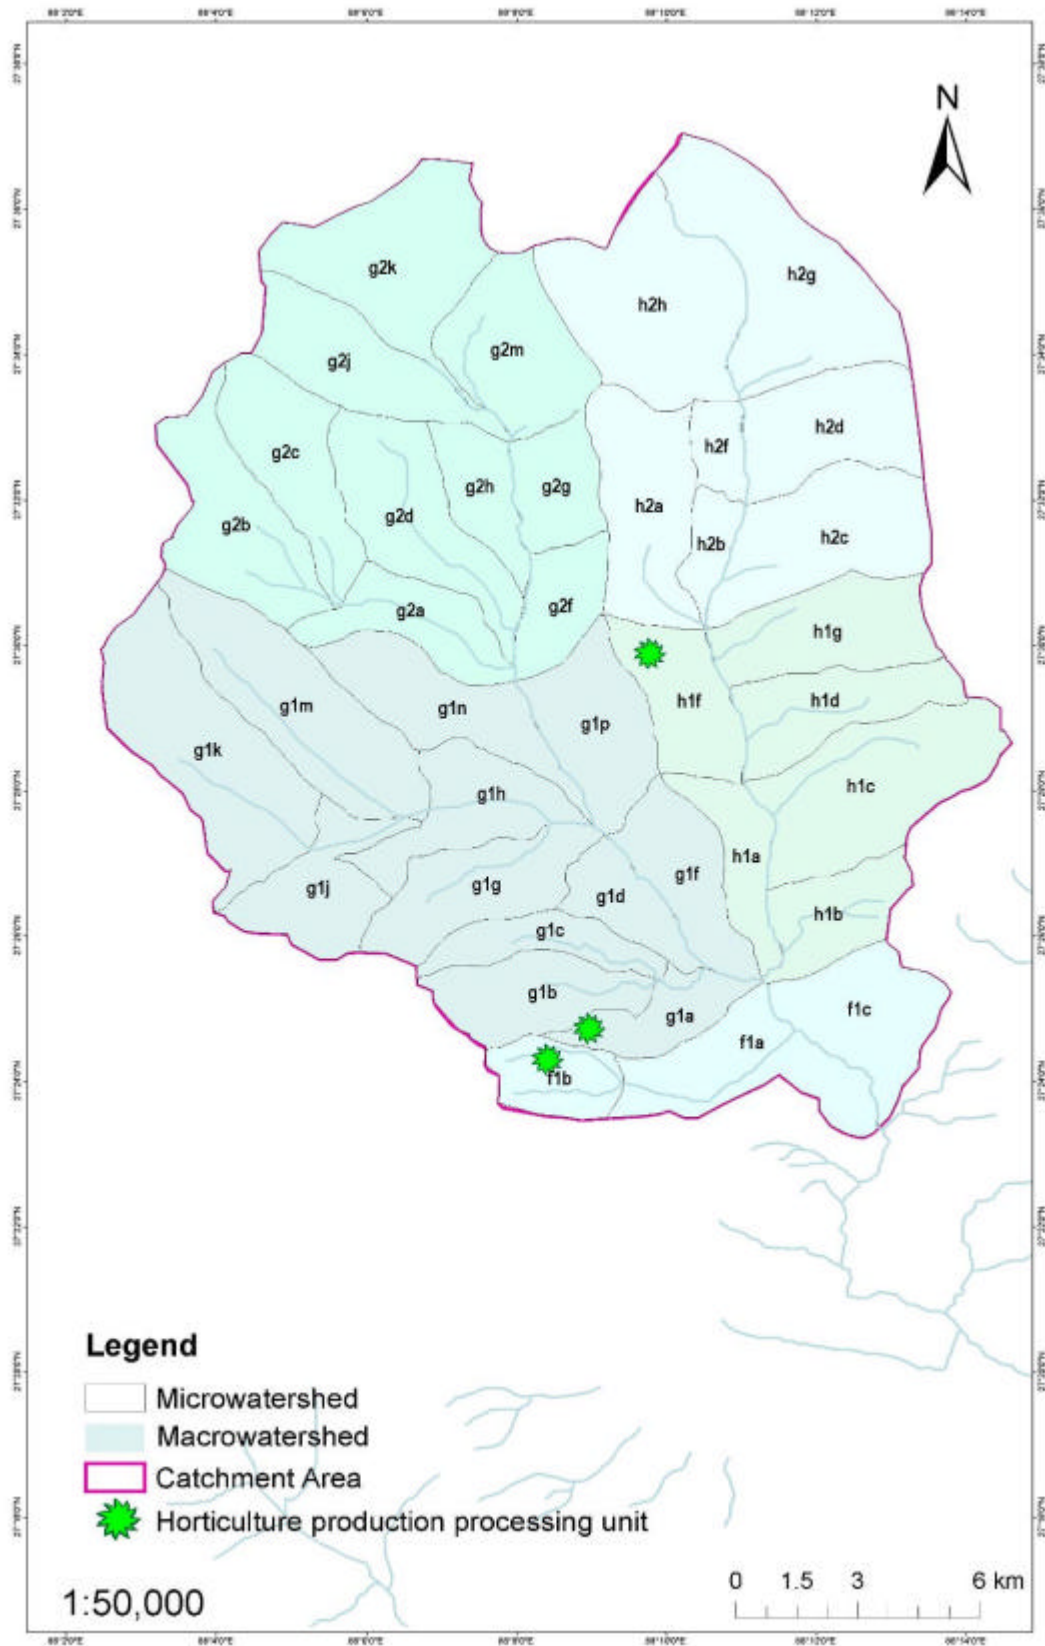 N
g2k
h2g
h2h
g2m
g2j
h2d
h2f
g2c
g2h
g2g
h2a
g2d
g2b
h2b
h2c
g2a
g2f
h1g
h1f
h1d
g1m
g1n
g1p
g1k
h1c
g1h
h1a
g1f
g1j
g1g
g1d
h1b
g1c
g1b
g1a
f1c
f1a
f1b
Legend
Microwatershed
Macrowatershed
Catchment Area
Horticulture production processing unit
1:50,000
0 1.5 3 6 km